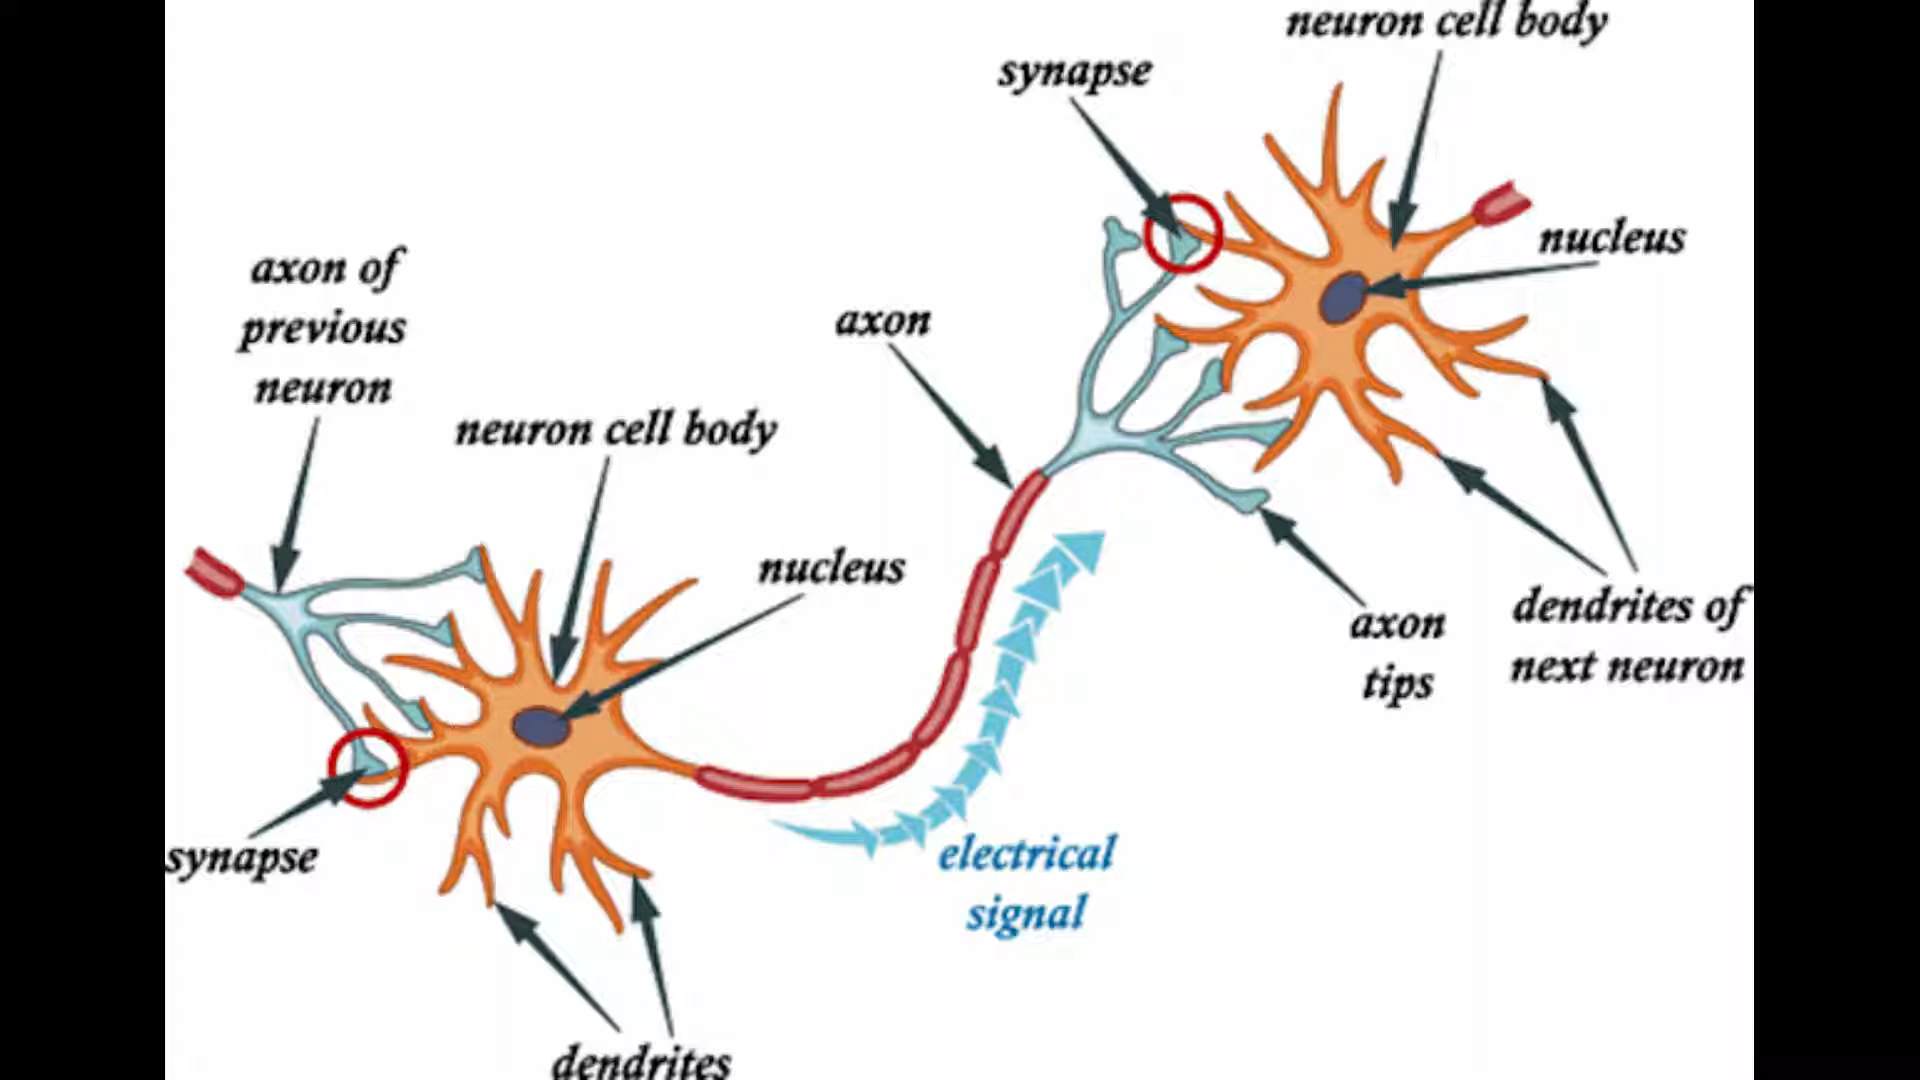 neuron cell body
synapse
nucleus
axon of
previous
neuron
axon
neuron cell body
nucleus
axon
tips
dendrites of
next neuron
synapse
electrical
signal
dendrites